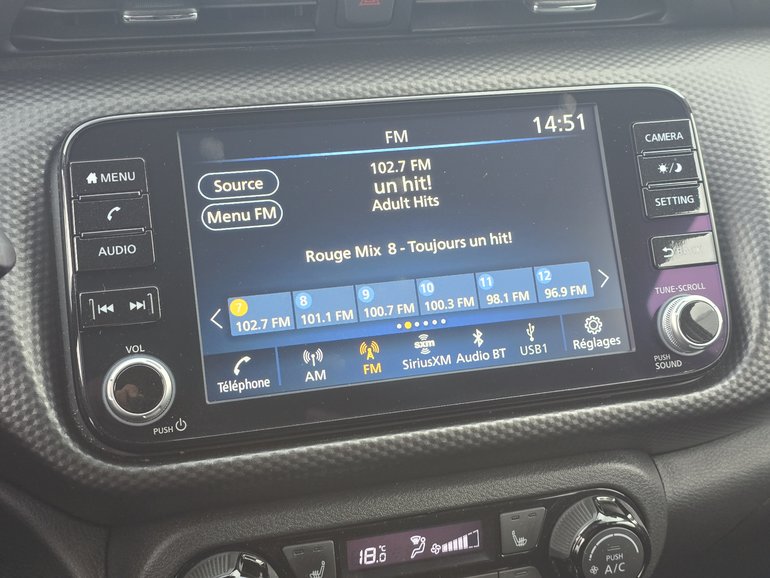 FM
14:51
102.7 FM
un hit!
Adult Hits
Source
Menu FM
Rouge Mix 8 - Toujours un hit!
7 8 9 10 11 12
102.7 FM 101.1 FM 100.7 FM 100.3 FM 98.1 FM 96.9 FM
Téléphone AM FM sxm SiriusXM Audio BT USB1 Réglages
MENU
AUDIO
VOL
PUSH
CAMERA
SETTING
BACK
TUNE·SCROLL
PUSH
SOUND
18.0 °C
PUSH
A/C